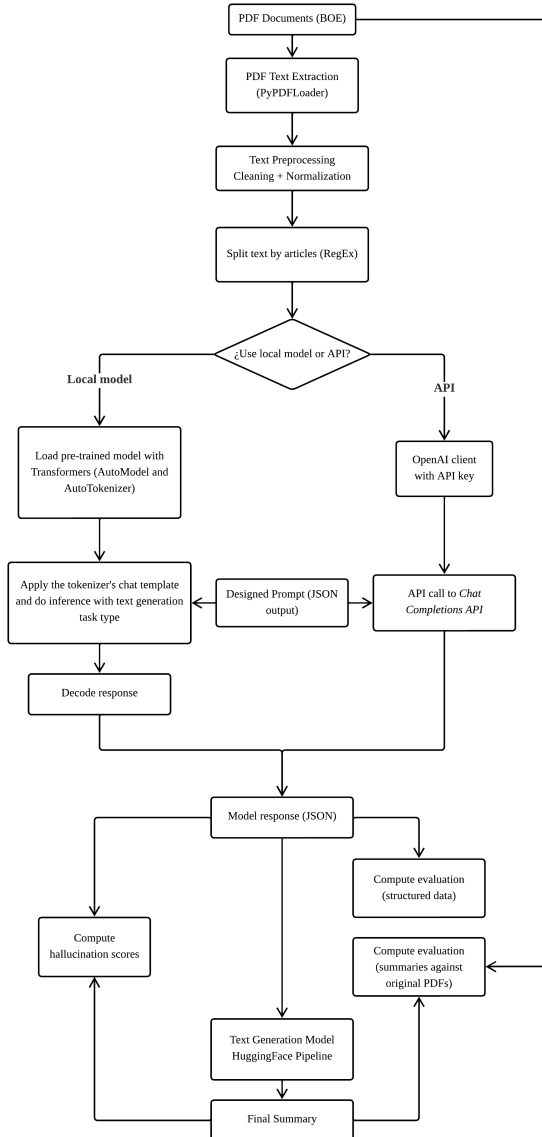 PDF Documents (BOE)
PDF Text Extraction
(PyPDFLoader)
Text Preprocessing
Cleaning + Normalization
Split text by articles (RegEx)
¿Use local model or API?
Local model
API
Load pre-trained model with
Transformers (AutoModel and
AutoTokenizer)
OpenAI client
with API key
Apply the tokenizer's chat template
and do inference with text generation
task type
Designed Prompt (JSON
output)
API call to Chat
Completions API
Decode response
Model response (JSON)
Compute evaluation
(structured data)
Compute
hallucination scores
Compute evaluation
(summaries against
original PDFs)
Text Generation Model
HuggingFace Pipeline
Final Summary